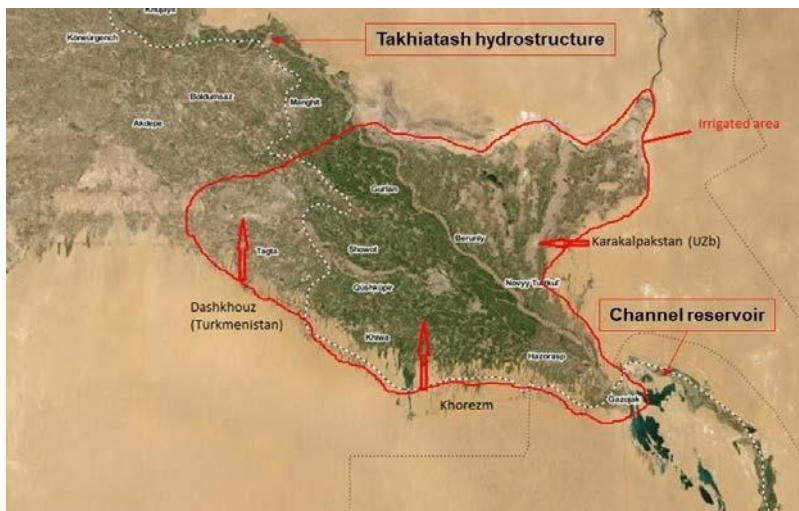 Khujayli
Köneürgench
Takhiatash hydrostructure
Boldumsaz
Manghit
Akdepe
Irrigated area
Gurlan
Beruniy
Karakalpakstan (UZb)
Tagta
Showot
Qushkupir
Novyy Turtkul
Dashkhouz
(Turkmenistan)
Channel reservoir
Khiwa
Hazorasp
Gazojak
Khorezm